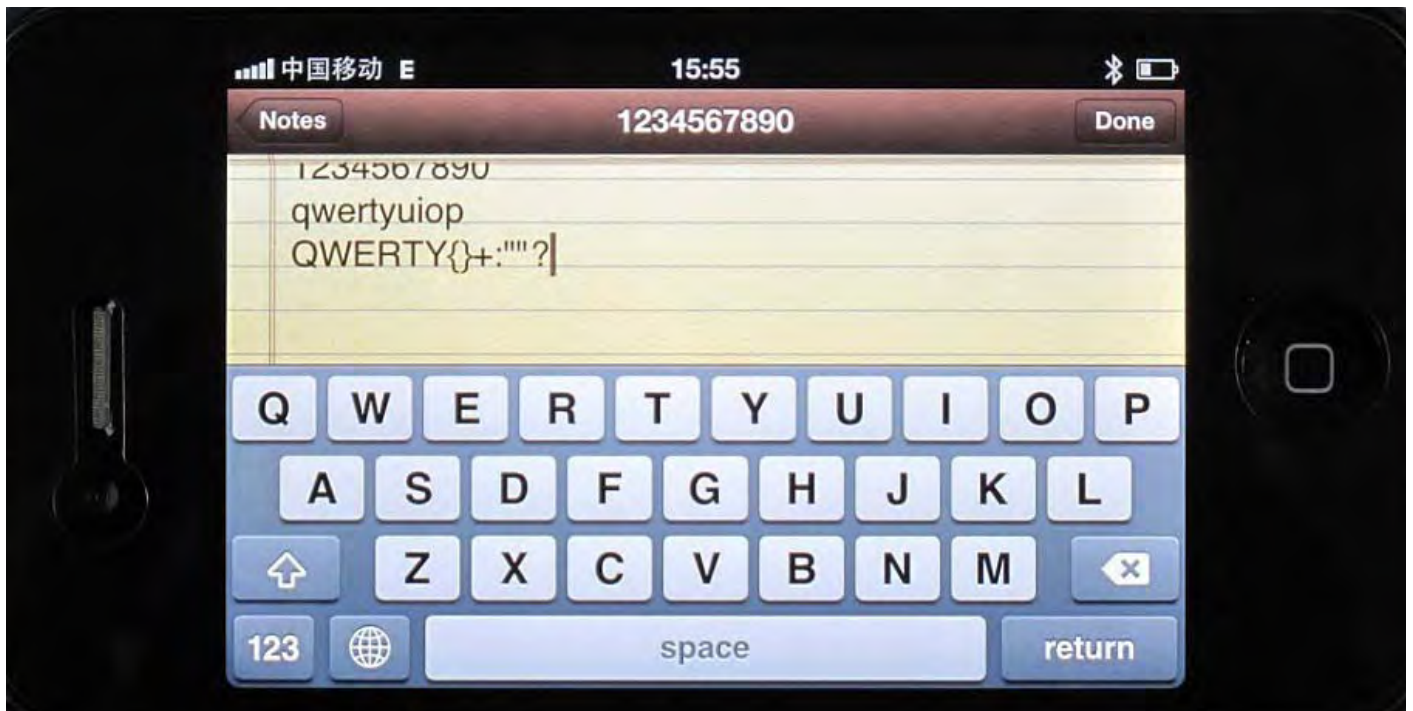 中国移动 E 15:55
Notes 1234567890 Done
1234567890
qwertyuiop
QWERTY{}+:""?
Q W E R T Y U I O P
A S D F G H J K L
Z X C V B N M
123 space return